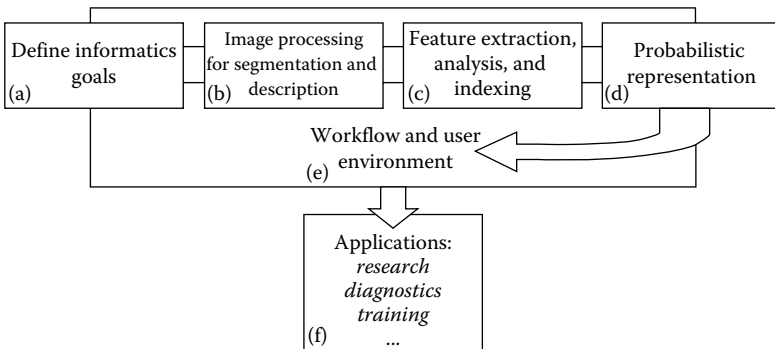 Define informatics
goals
(a)
Image processing
for segmentation and
description
(b)
Feature extraction,
analysis, and
indexing
(c)
Probabilistic
representation
(d)
Workflow and user
environment
(e)
Applications:
research
diagnostics
training
...
(f)